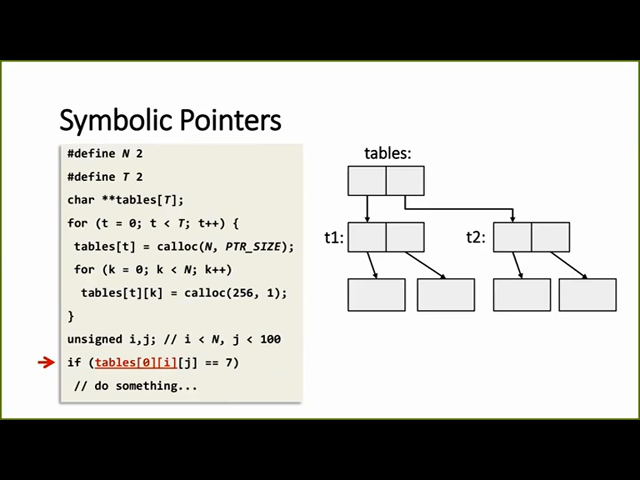 Symbolic Pointers
#define N 2
#define T 2
char **tables[T];
for (t = 0; t < T; t++) {
tables[t] = calloc(N, PTR_SIZE);
for (k = 0; k < N; k++)
tables[t][k] = calloc(256, 1);
}
unsigned i,j; // i < N, j < 100
if (tables[0][i][j] == 7)
// do something...
tables:
t1:
t2: